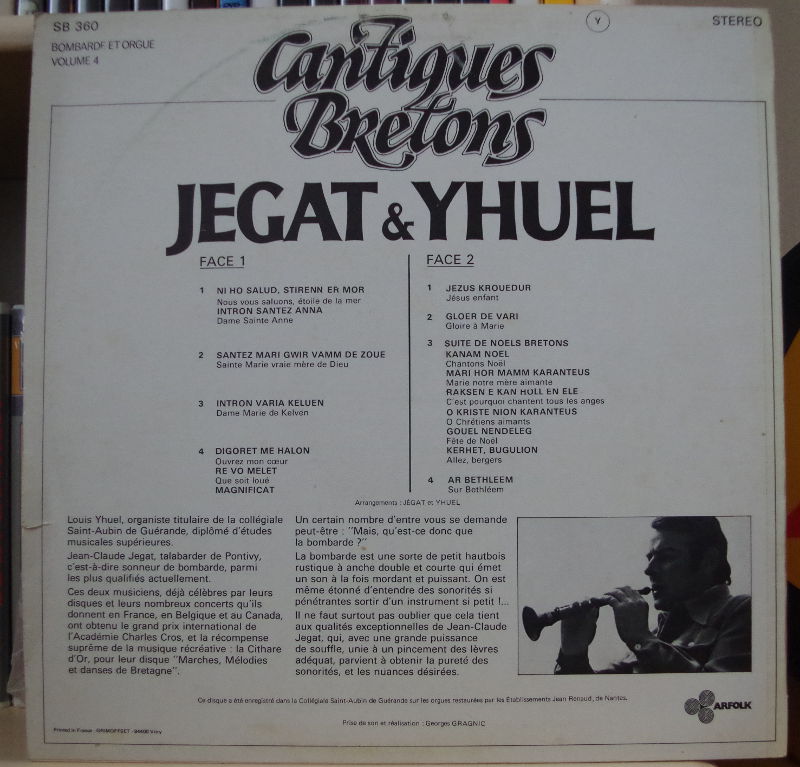 SB 360
BOMBARDE ET ORGUE
VOLUME 4
Y
STEREO
Cantiques
Bretons
JEGAT & YHUEL
FACE 1
1 NI HO SALUD, STIRENN ER MOR
Nous vous saluons, étoile de la mer
INTRON SANTEZ ANNA
Dame Sainte Anne
2 SANTEZ MARI GWIR VAMM DE ZOUE
Sainte Marie vraie mère de Dieu
3 INTRON VARIA KELUEN
Dame Marie de Kelven
4 DIGORET ME HALON
Ouvrez mon cœur
RE VO MELET
Que soit loué
MAGNIFICAT
FACE 2
1 JEZUS KROUEDUR
Jésus enfant
2 GLOER DE VARI
Gloire à Marie
3 SUITE DE NOELS BRETONS
KANAM NOEL
Chantons Noël
MARI HOR MAMM KARANTEUS
Marie notre mère aimante
RAKSEN E KAN HOLL EN ELE
C'est pourquoi chantent tous les anges
O KRISTE NION KARANTEUS
O Chrétiens aimants
GOUEL NENDELEG
Fête de Noël
KERHET, BUGULION
Allez, bergers
4 AR BETHLEEM
Sur Bethléem
Arrangements : JÉGAT et YHUEL
Louis Yhuel, organiste titulaire de la collégiale
Saint-Aubin de Guérande, diplômé d'études
musicales supérieures.
Jean-Claude Jegat, talabarder de Pontivy,
c'est-à-dire sonneur de bombarde, parmi
les plus qualifiés actuellement.
Ces deux musiciens, déjà célèbres par leurs
disques et leurs nombreux concerts qu'ils
donnent en France, en Belgique et au Canada,
ont obtenu le grand prix international de
l'Académie Charles Cros, et la récompense
suprême de la musique récréative : la Cithare
d'Or, pour leur disque "Marches, Mélodies
et danses de Bretagne".
Un certain nombre d'entre vous se demande
peut-être : "Mais, qu'est-ce donc que
la bombarde ?"
La bombarde est une sorte de petit hautbois
rustique à anche double et courte qui émet
un son à la fois mordant et puissant. On est
même étonné d'entendre des sonorités si
pénétrantes sortir d'un instrument si petit !...
Il ne faut surtout pas oublier que cela tient
aux qualités exceptionnelles de Jean-Claude
Jegat, qui, avec une grande puissance
de souffle, unie à un pincement des lèvres
adéquat, parvient à obtenir la pureté des
sonorités, et les nuances désirées.
Ce disque a été enregistré dans la Collégiale Saint-Aubin de Guérande sur les orgues restaurées par les Etablissements Jean Renaud, de Nantes.
Prise de son et réalisation : Georges GRAGNIC
ARFOLK
Printed in France - GRIMOFFSET - 94400 Vitry